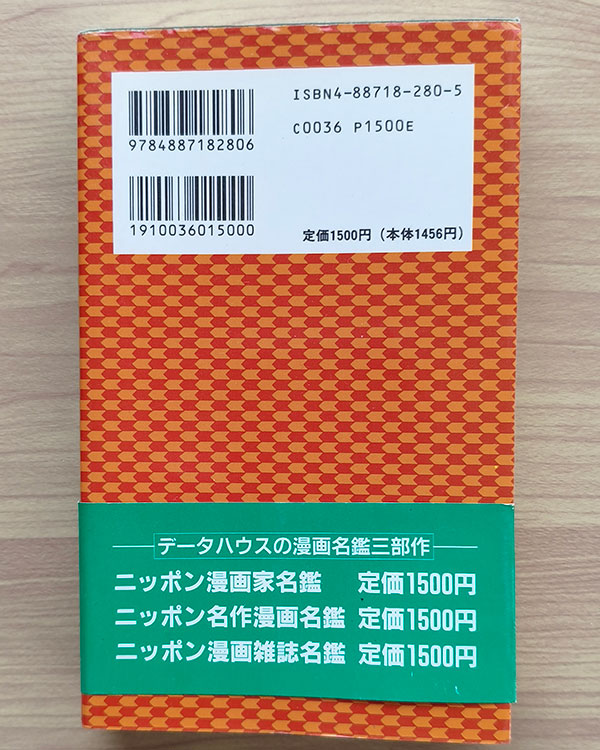 ISBN4-88718-280-5
C0036 P1500E
9784887182806
1910036015000
定価1500円（本体1456円）
データハウスの漫画名鑑三部作
ニッポン漫画家名鑑 定価1500円
ニッポン名作漫画名鑑 定価1500円
ニッポン漫画雑誌名鑑 定価1500円